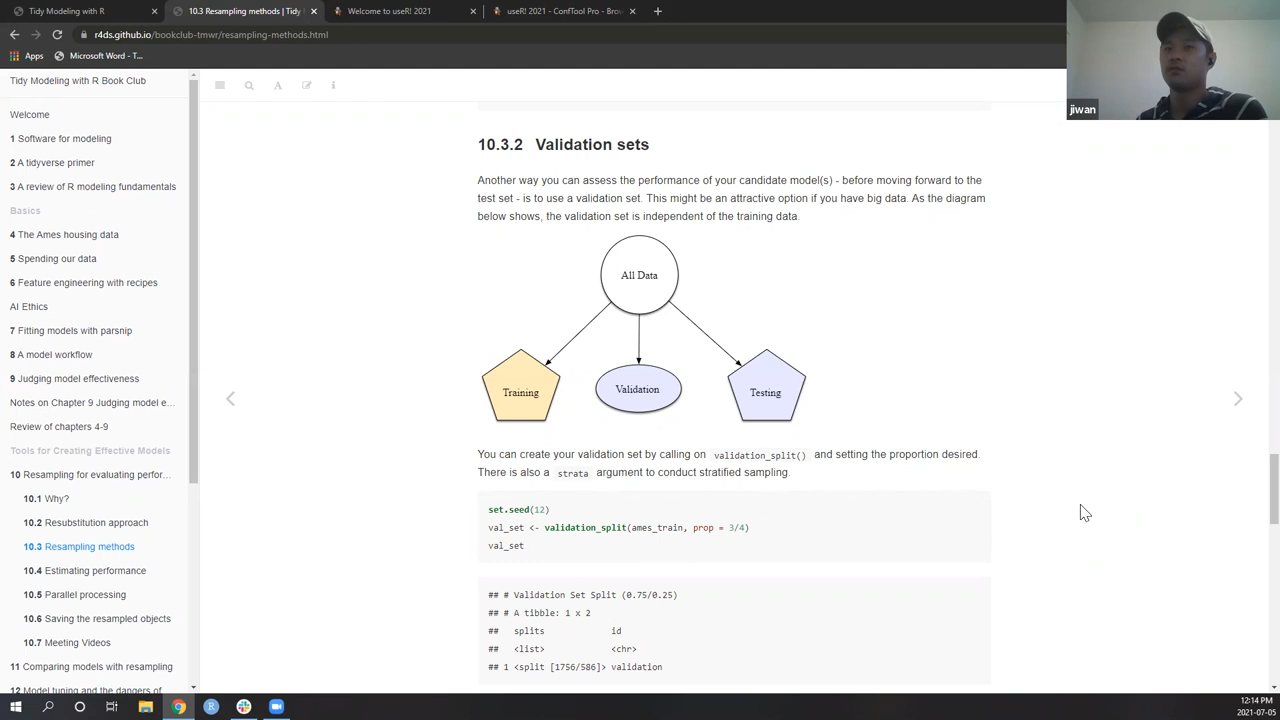 Tidy Modeling with R
10.3 Resampling methods | Tidy
Welcome to useR! 2021
useR! 2021 - ConfTool Pro - Brow
r4ds.github.io/bookclub-tmwr/resampling-methods.html
Apps
Microsoft Word - T...
jiwan
Tidy Modeling with R Book Club
Welcome
1 Software for modeling
2 A tidyverse primer
3 A review of R modeling fundamentals
Basics
4 The Ames housing data
5 Spending our data
6 Feature engineering with recipes
AI Ethics
7 Fitting models with parsnip
8 A model workflow
9 Judging model effectiveness
Notes on Chapter 9 Judging model e...
Review of chapters 4-9
Tools for Creating Effective Models
10 Resampling for evaluating perfor...
10.1 Why?
10.2 Resubstitution approach
10.3 Resampling methods
10.4 Estimating performance
10.5 Parallel processing
10.6 Saving the resampled objects
10.7 Meeting Videos
11 Comparing models with resampling
12 Model tuning and the dangers of
10.3.2 Validation sets
Another way you can assess the performance of your candidate model(s) - before moving forward to the
test set - is to use a validation set. This might be an attractive option if you have big data. As the diagram
below shows, the validation set is independent of the training data.
All Data
Training
Validation
Testing
You can create your validation set by calling on validation_split() and setting the proportion desired.
There is also a strata argument to conduct stratified sampling.
set.seed(12)
val_set <- validation_split(ames_train, prop = 3/4)
val_set
## # Validation Set Split (0.75/0.25)
## # A tibble: 1 x 2
## splits id
## <list> <chr>
## 1 <split [1756/586]> validation
12:14 PM
2021-07-05